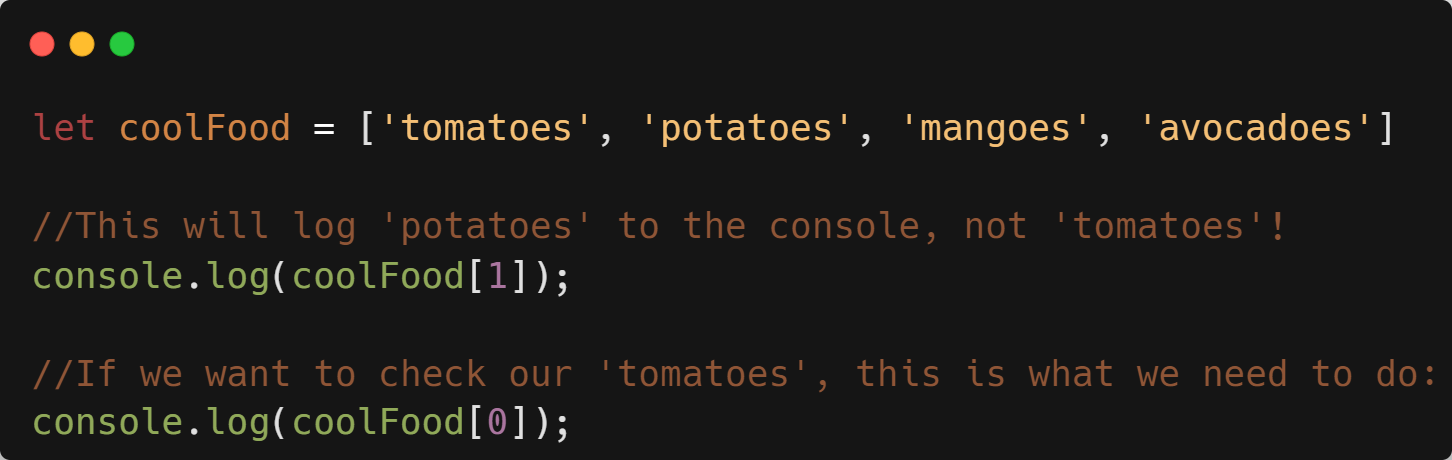 let coolFood = ['tomatoes', 'potatoes', 'mangoes', 'avocadoes']
//This will log 'potatoes' to the console, not 'tomatoes'!
console.log(coolFood[1]);
//If we want to check our 'tomatoes', this is what we need to do:
console.log(coolFood[0]);